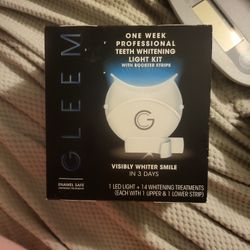 GLEEM
ONE WEEK
PROFESSIONAL
TEETH WHITENING
LIGHT KIT
WITH BOOSTER STRIPS
G
VISIBLY WHITER SMILE
IN 3 DAYS
ENAMEL SAFE
1 LED LIGHT + 14 WHITENING TREATMENTS
(EACH WITH 1 UPPER & 1 LOWER STRIP)